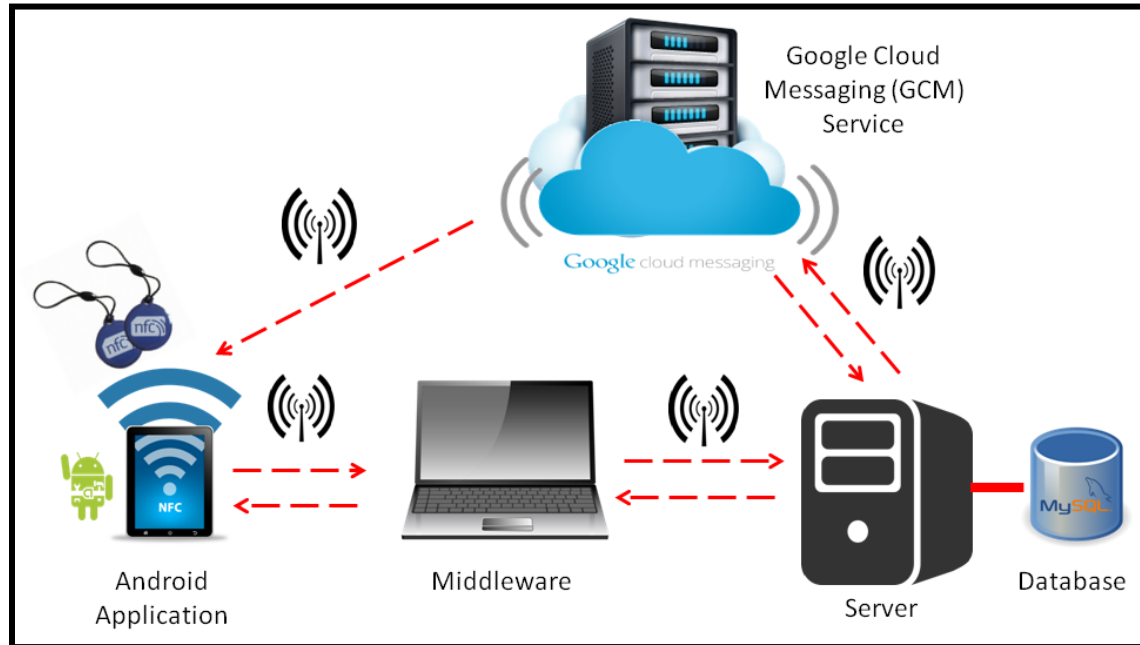 Google Cloud
Messaging (GCM)
Service
Google cloud messaging
nfc
nfc
NFC
MySQL
Android
Application
Middleware
Server
Database